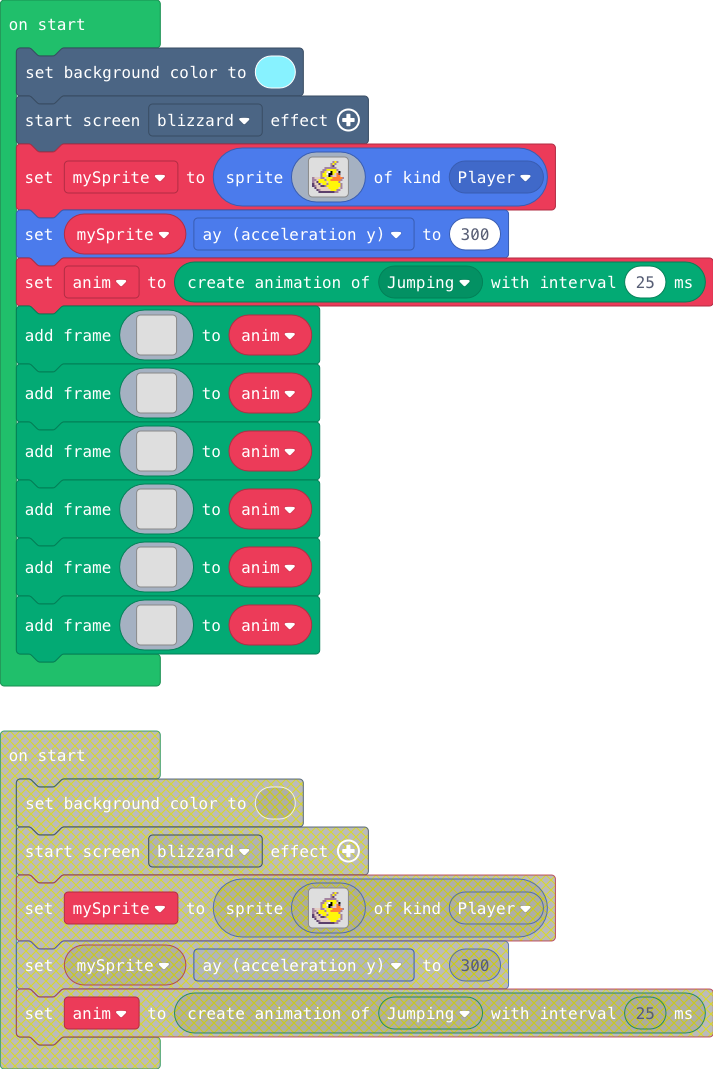 on start
set background color to
start screen blizzard effect
set mySprite to sprite of kind Player
set mySprite ay (acceleration y) to 300
set anim to create animation of Jumping with interval 25 ms
add frame to anim
add frame to anim
add frame to anim
add frame to anim
add frame to anim
add frame to anim
on start
set background color to
start screen blizzard effect
set mySprite to sprite of kind Player
set mySprite ay (acceleration y) to 300
set anim to create animation of Jumping with interval 25 ms